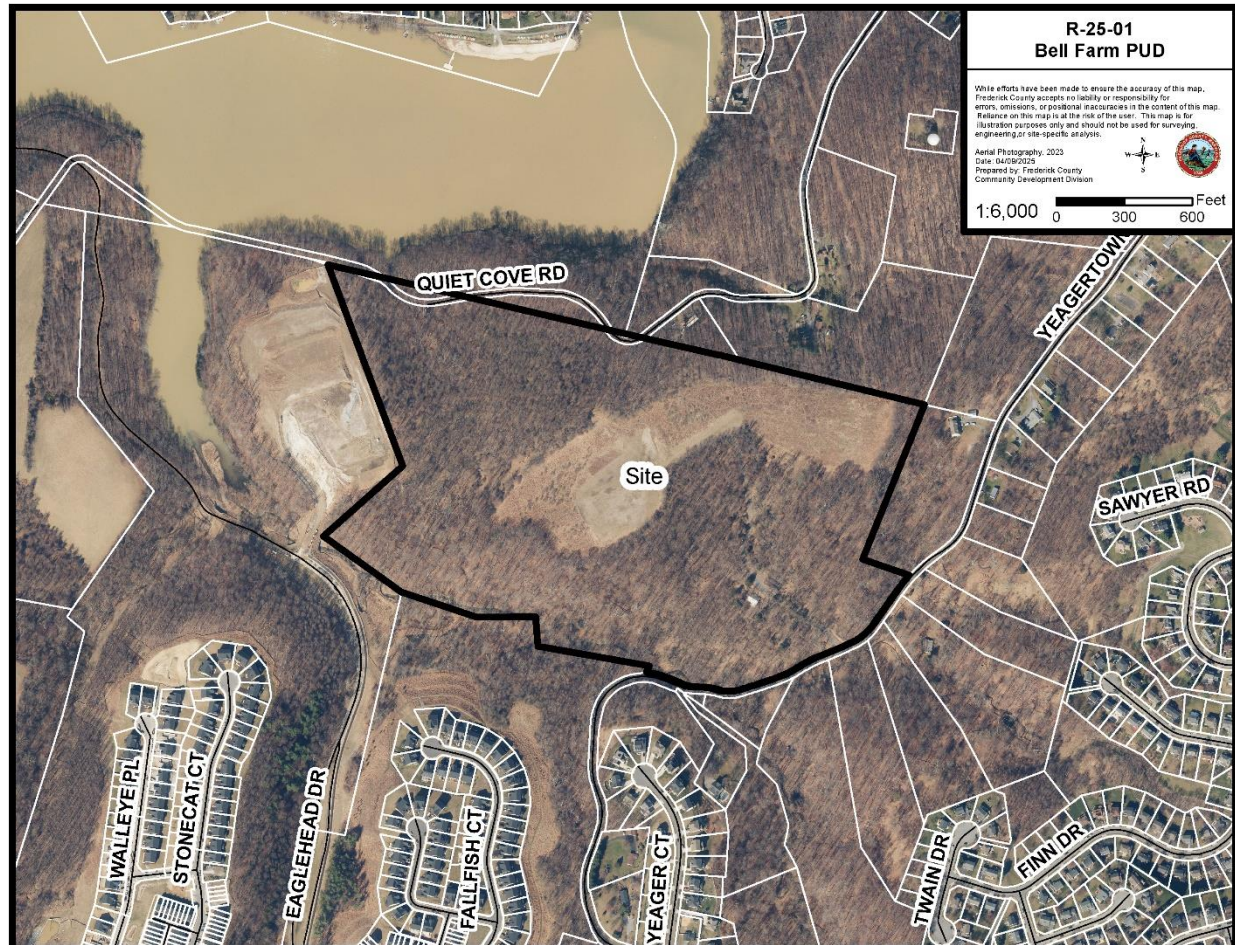 R-25-01
Bell Farm PUD
While efforts have been made to ensure the accuracy of this map,
Frederick County accepts no liability or responsibility for
errors, omissions, or positional inaccuracies in the content of this map.
Reliance on this map is at the risk of the user. This map is for
illustration purposes only and should not be used for surveying,
engineering,or site-specific analysis.
Aerial Photography: 2023
Date: 04/09/2025
Prepared by: Frederick County
Community Development Division
N
W E
S
1:6,000
0 300 600
Feet
QUIET COVE RD
YEAGERTOWN
Site
SAWYER RD
WALLEYE PL
STONECAT CT
EAGLEHEAD DR
FALLFISH CT
YEAGER CT
TWAIN DR
FINN DR